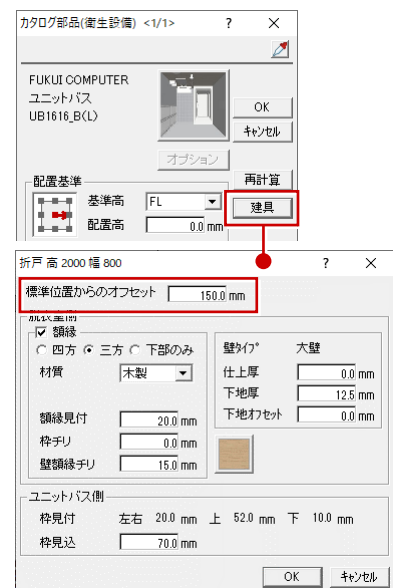 カタログ部品(衛生設備) <1/1> ? ×
FUKUI COMPUTER
ユニットバス
UB1616_B(L)
OK
キャンセル
オプション
再計算
配置基準
基準高 FL
建具
配置高 0.0 mm
折戸 高 2000 幅 800 ? ×
標準位置からのオフセット 150.0 mm
脱衣室側
額縁
四方 三方 下部のみ
材質 木製
額縁見付 20.0 mm
枠チリ 0.0 mm
壁額縁チリ 15.0 mm
壁タイプ 大壁
仕上厚 0.0 mm
下地厚 12.5 mm
下地オフセット 0.0 mm
ユニットバス側
枠見付 左右 20.0 mm 上 52.0 mm 下 10.0 mm
枠見込 70.0 mm
OK キャンセル